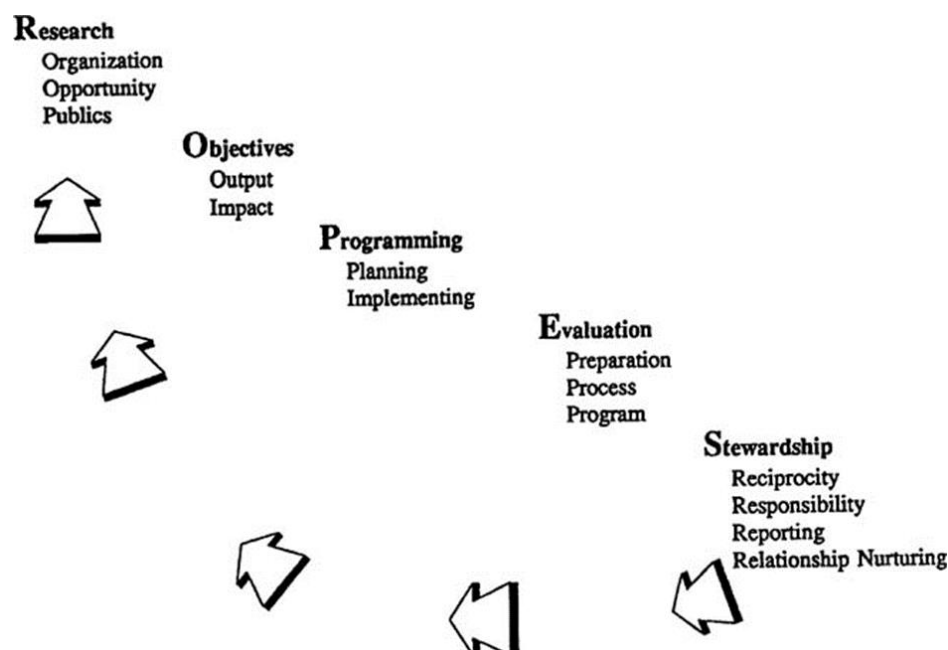 Research
Organization
Opportunity
Publics
Objectives
Output
Impact
Programming
Planning
Implementing
Evaluation
Preparation
Process
Program
Stewardship
Reciprocity
Responsibility
Reporting
Relationship Nurturing